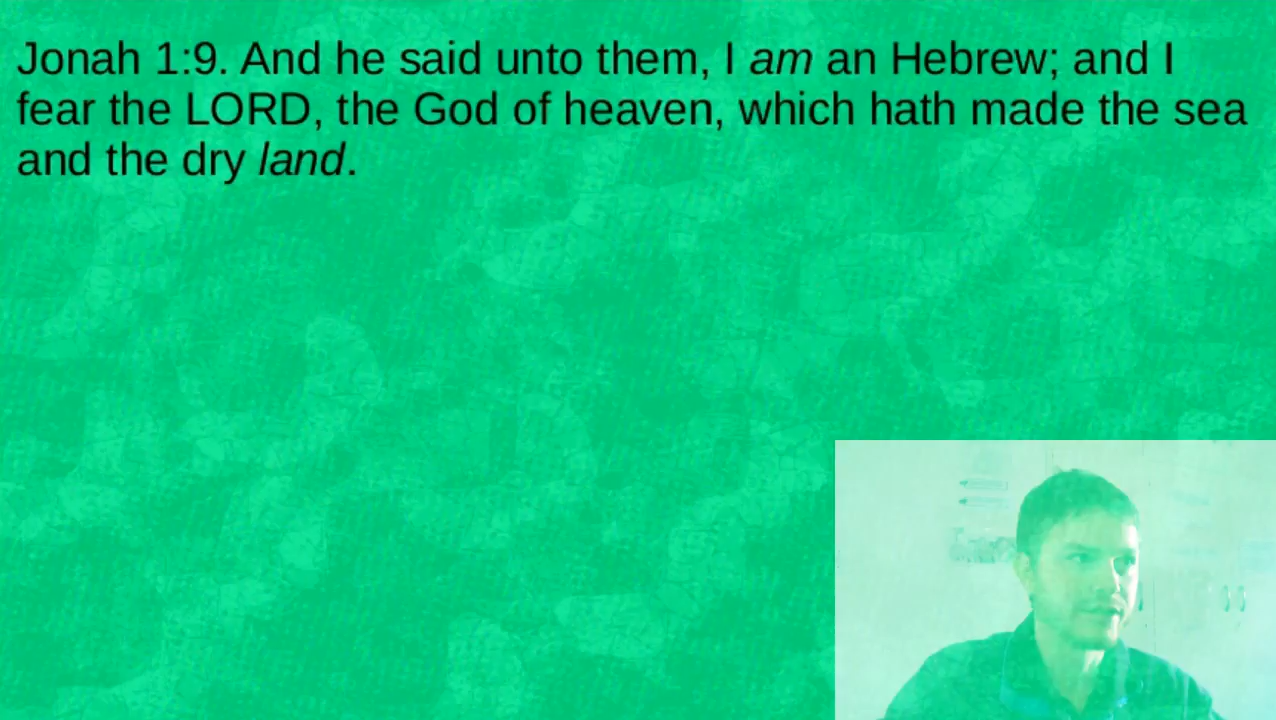 Jonah 1:9. And he said unto them, I am an Hebrew; and I
fear the LORD, the God of heaven, which hath made the sea
and the dry land.